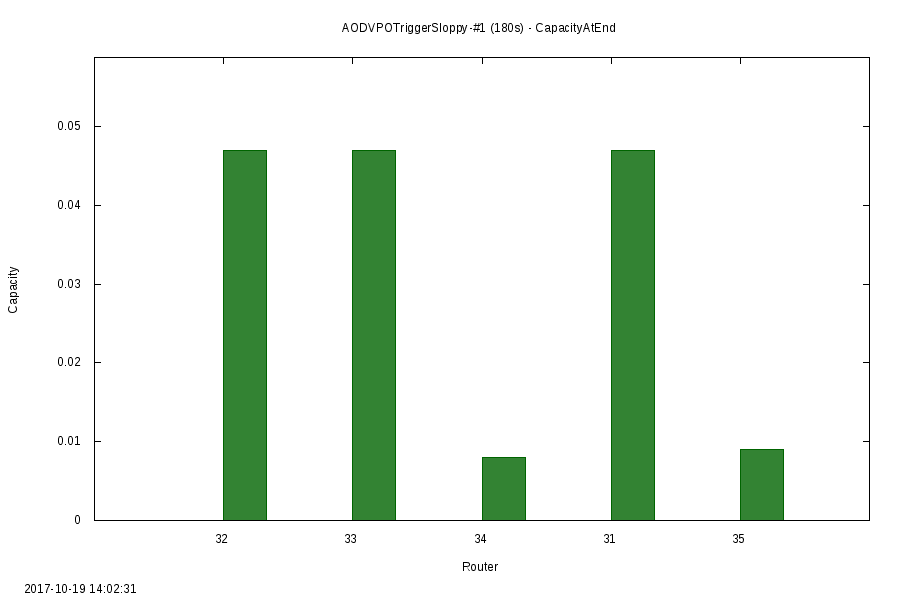 AODVPOTriggerSloppy-#1 (180s) - CapacityAtEnd
0.05
0.04
0.03
0.02
0.01
0
Capacity
32 33 34 31 35
Router
2017-10-19 14:02:31